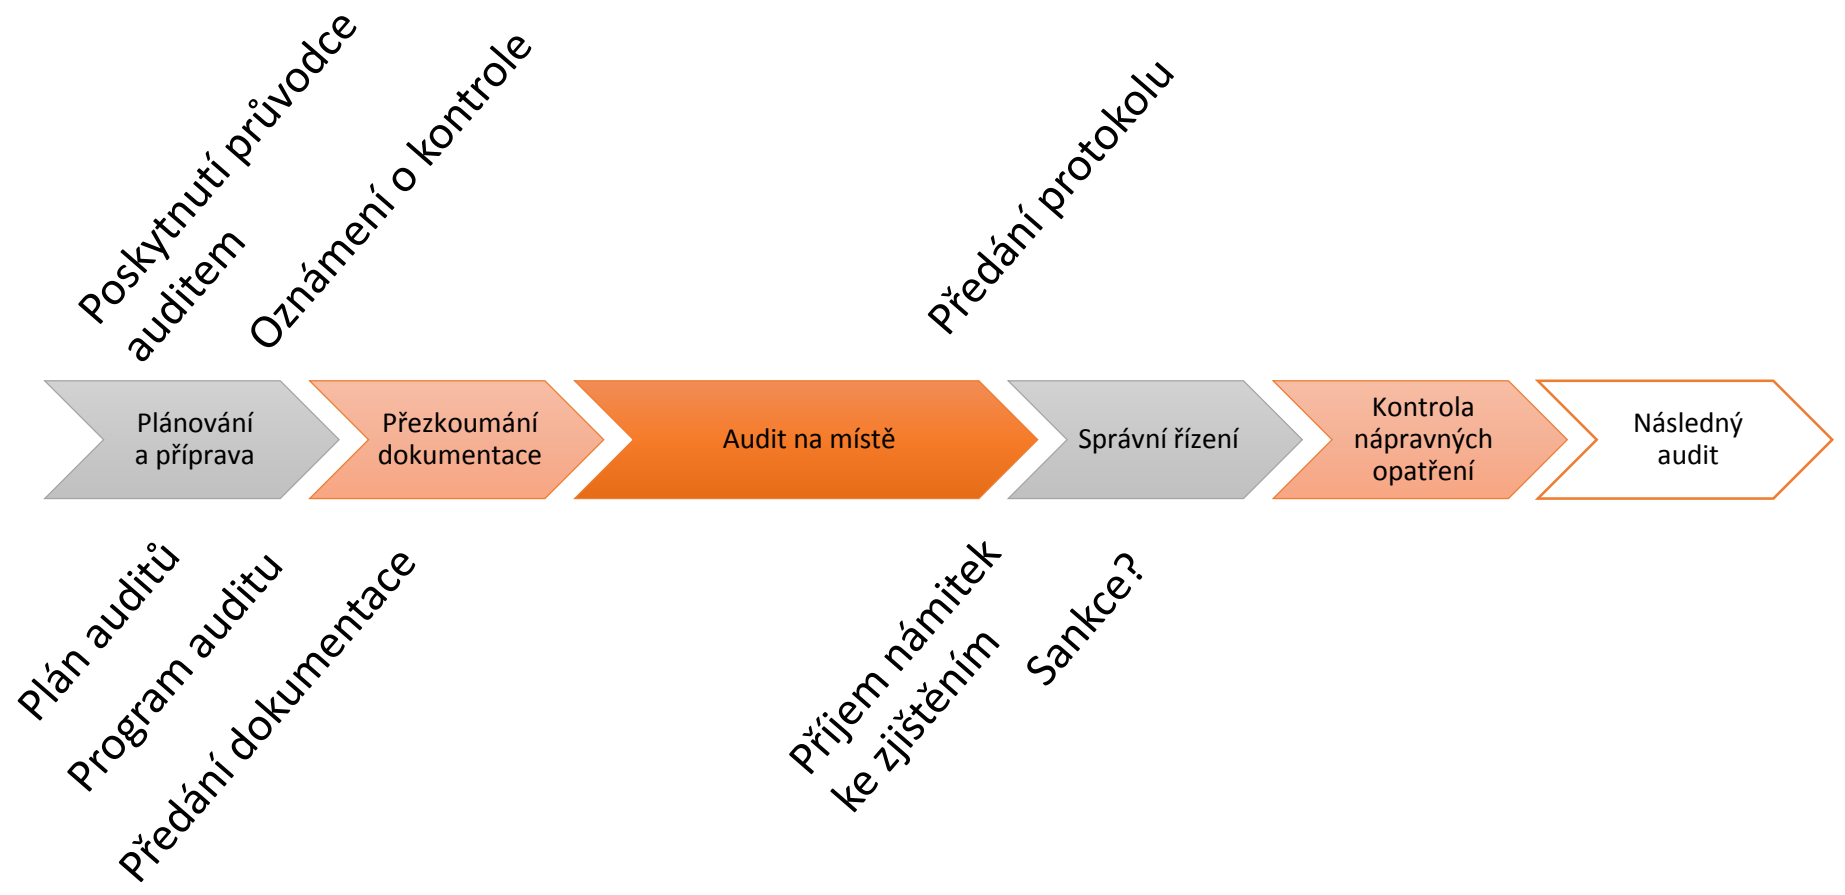 Poskytnutí průvodce
auditem
Oznámení o kontrole
Předání protokolu
Plánování
a příprava
Přezkoumání
dokumentace
Audit na místě
Správní řízení
Kontrola
nápravných
opatření
Následný
audit
Plán auditů
Program auditu
Předání dokumentace
Příjem námitek
ke zjištěním
Sankce?